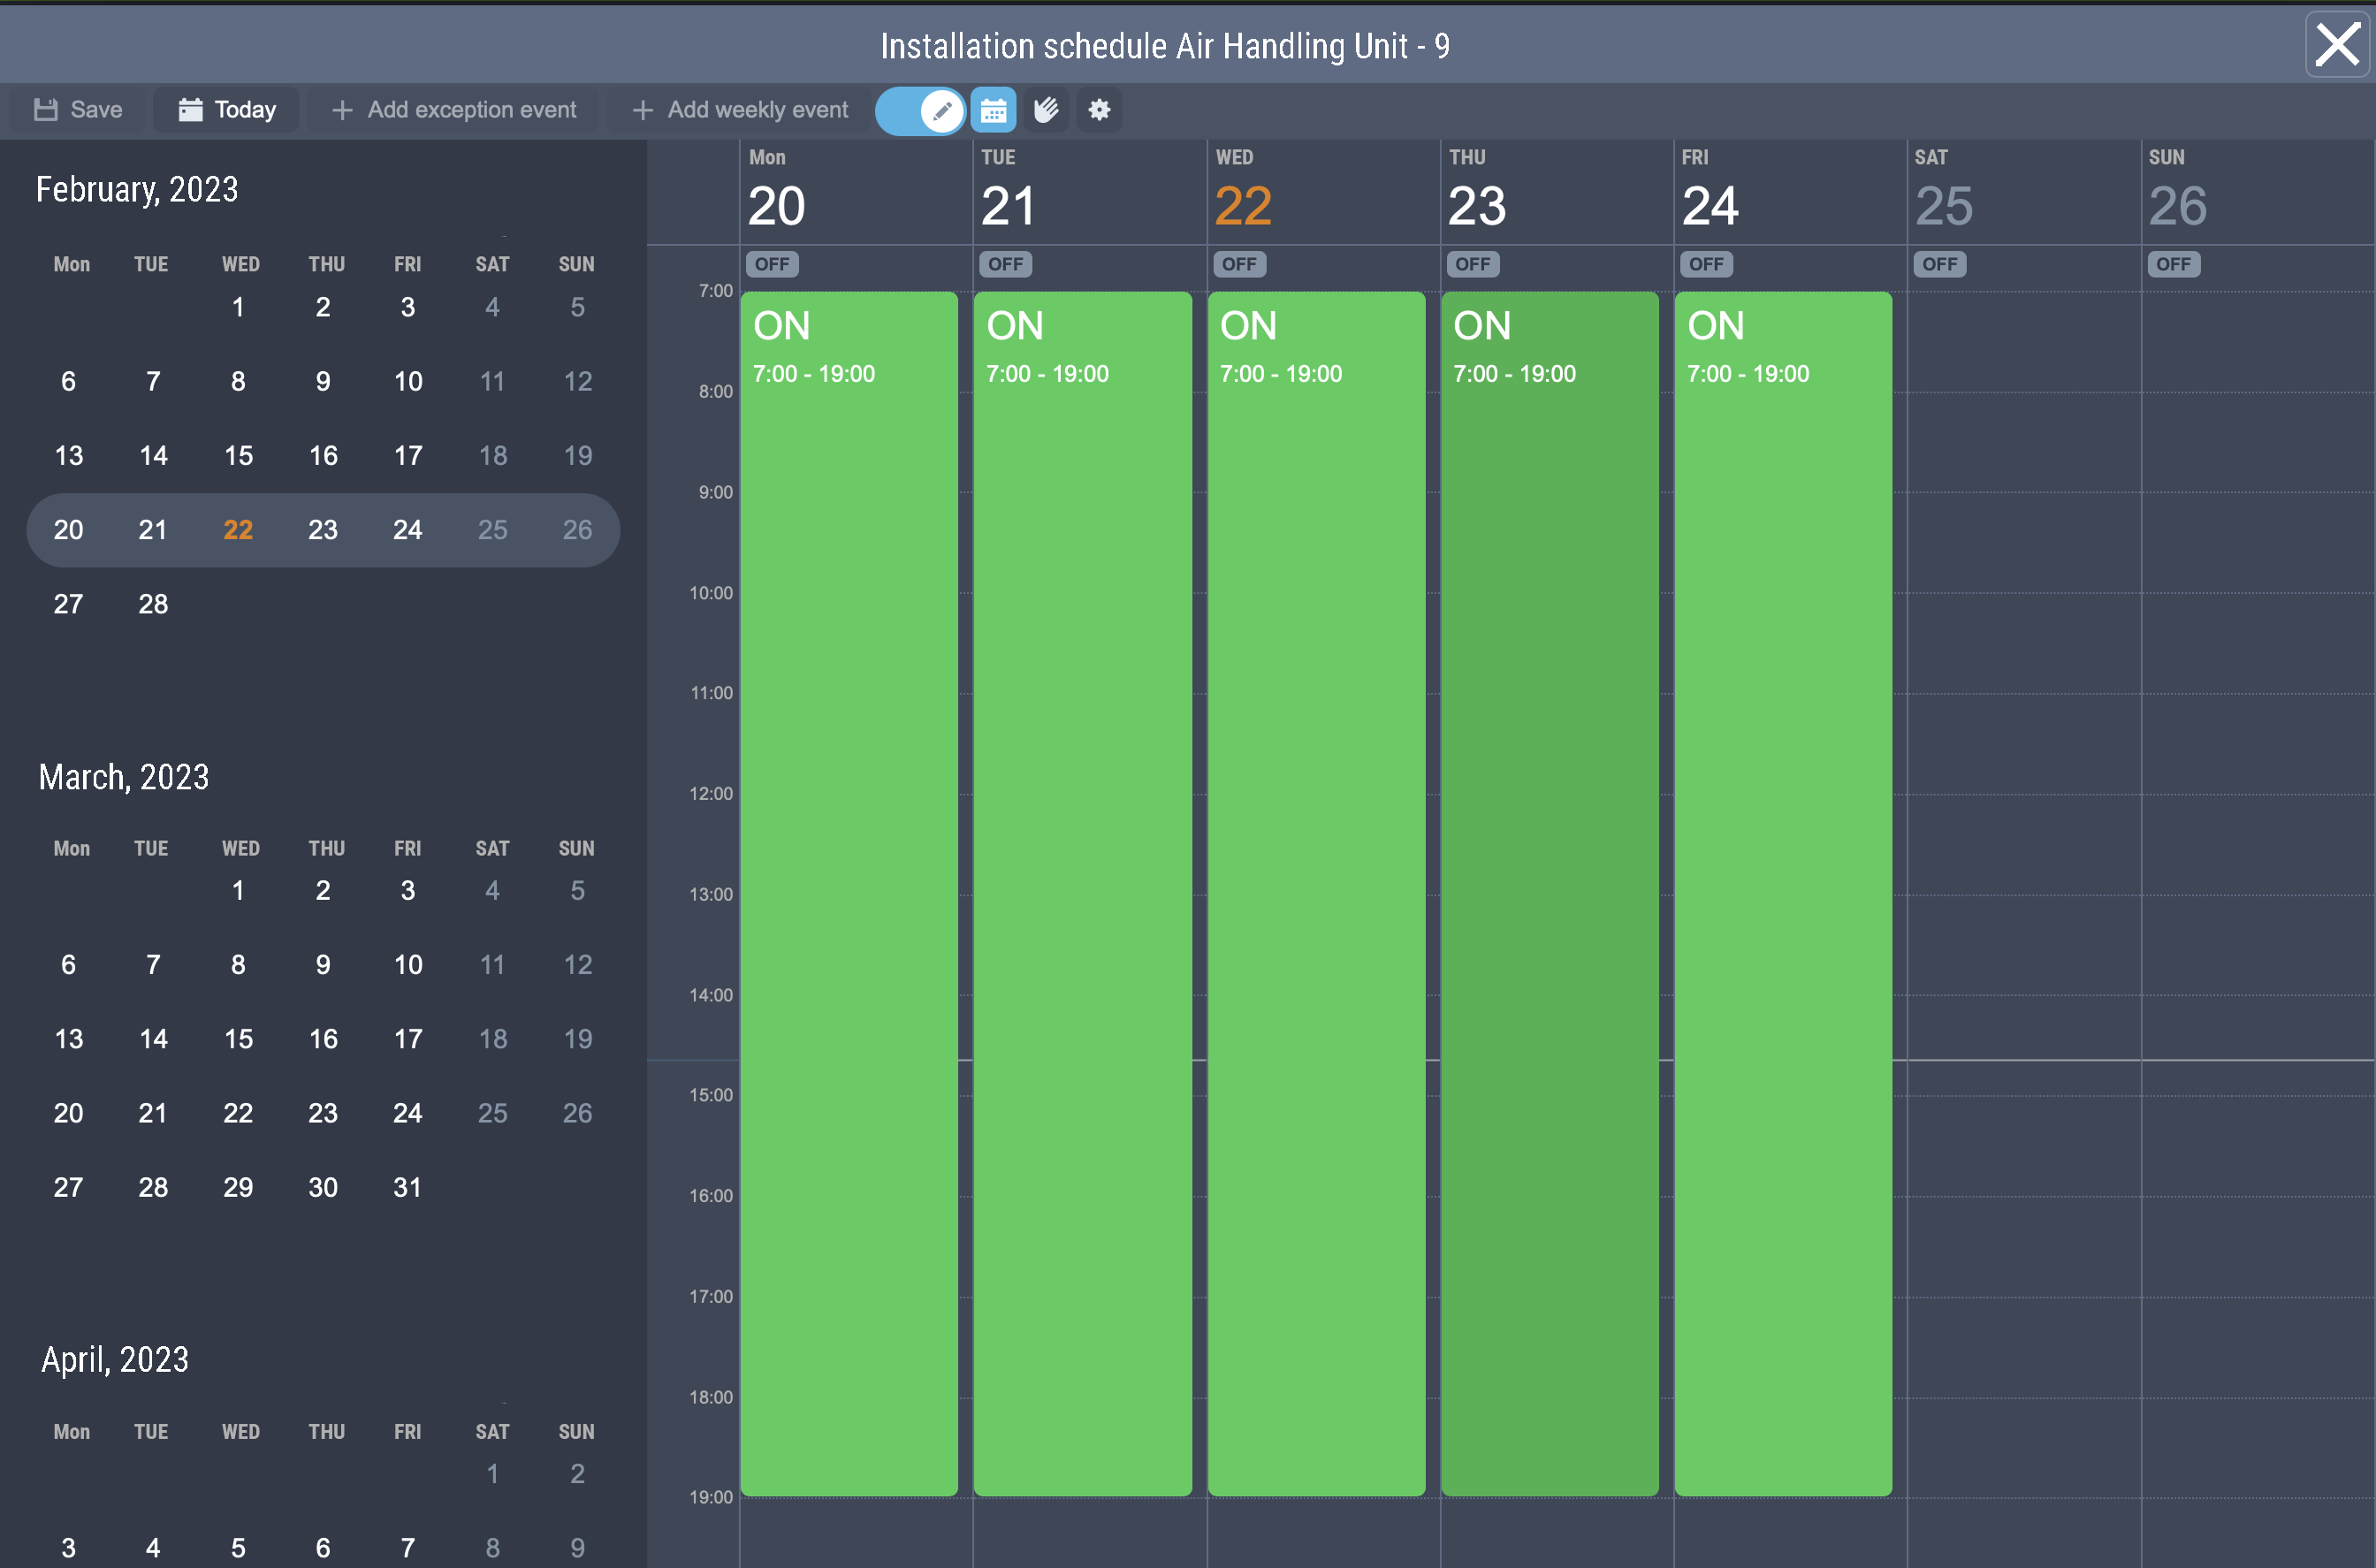 Installation schedule Air Handling Unit - 9
Save Today Add exception event Add weekly event
February, 2023
Mon TUE WED THU FRI SAT SUN
1 2 3 4 5
6 7 8 9 10 11 12
13 14 15 16 17 18 19
20 21 22 23 24 25 26
27 28
March, 2023
Mon TUE WED THU FRI SAT SUN
1 2 3 4 5
6 7 8 9 10 11 12
13 14 15 16 17 18 19
20 21 22 23 24 25 26
27 28 29 30 31
April, 2023
Mon TUE WED THU FRI SAT SUN
1 2
3 4 5 6 7 8 9
Mon TUE WED THU FRI SAT SUN
20 21 22 23 24 25 26
OFF OFF OFF OFF OFF OFF OFF
7:00
ON ON ON ON ON
7:00 - 19:00 7:00 - 19:00 7:00 - 19:00 7:00 - 19:00 7:00 - 19:00
8:00
9:00
10:00
11:00
12:00
13:00
14:00
15:00
16:00
17:00
18:00
19:00